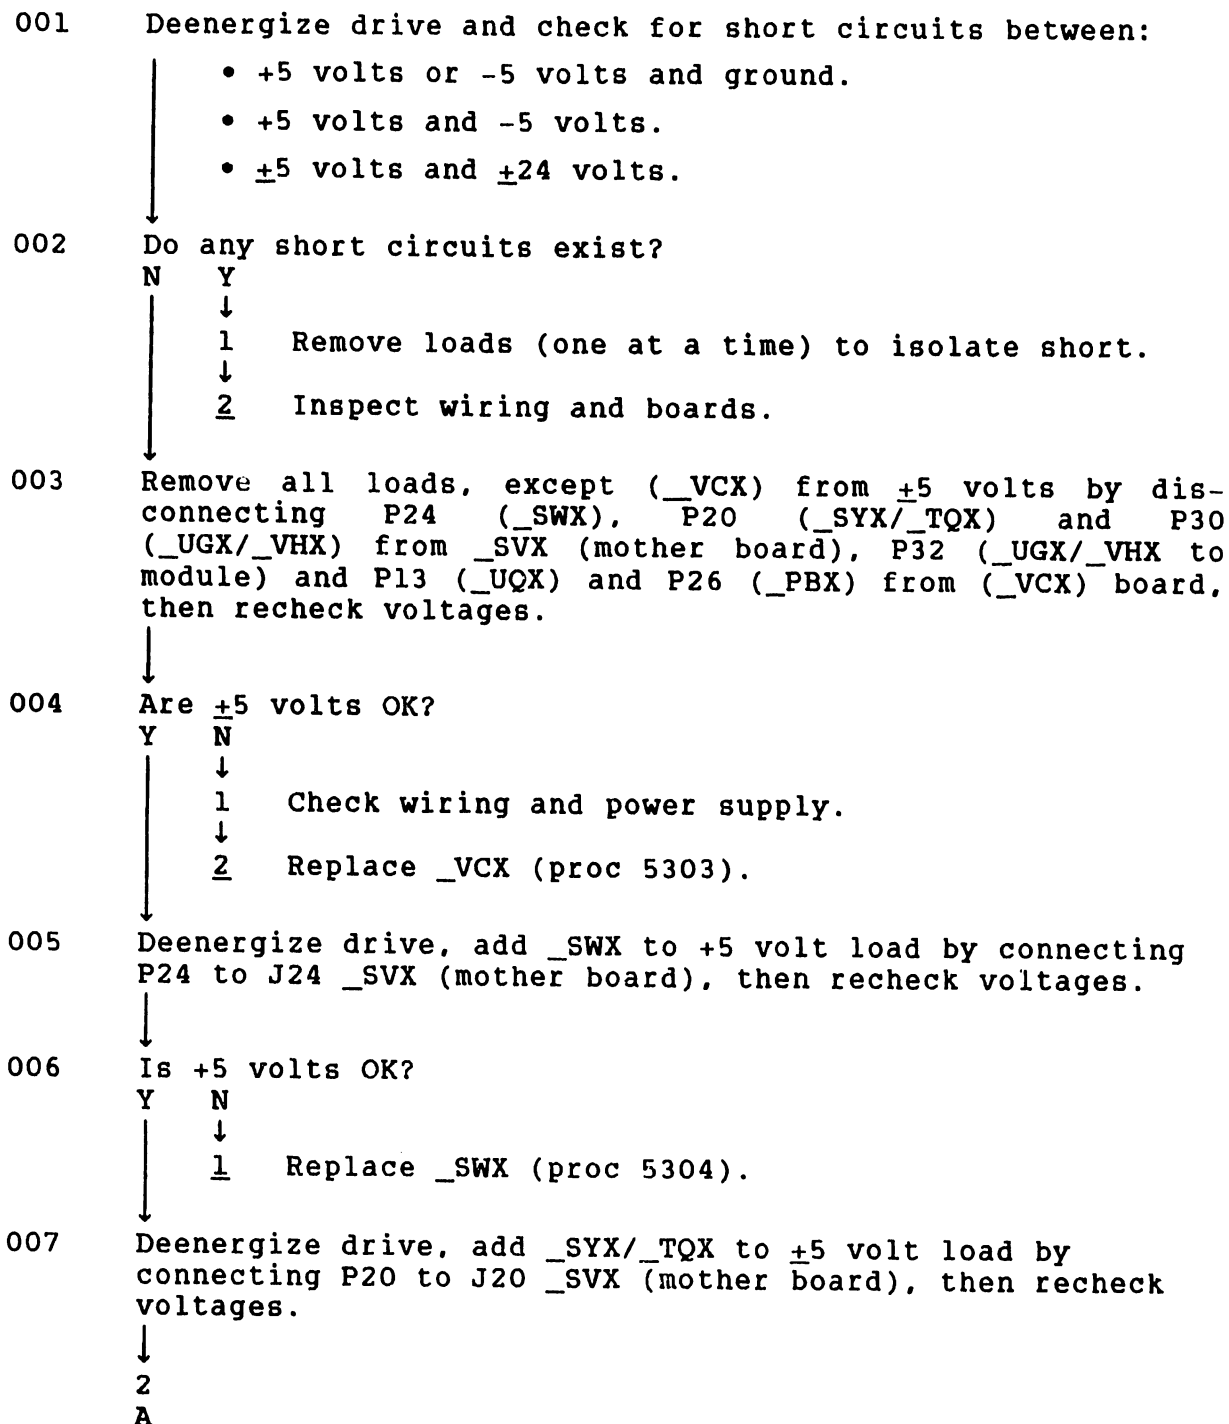 001 Deenergize drive and check for short circuits between:
• +5 volts or -5 volts and ground.
• +5 volts and -5 volts.
• ±5 volts and ±24 volts.
002 Do any short circuits exist?
N Y
↓
1 Remove loads (one at a time) to isolate short.
↓
2 Inspect wiring and boards.
003 Remove all loads, except (_VCX) from ±5 volts by dis-
connecting P24 (_SWX), P20 (_SYX/_TQX) and P30
(_UGX/_VHX) from _SVX (mother board), P32 (_UGX/_VHX to
module) and P13 (_UQX) and P26 (_PBX) from (_VCX) board,
then recheck voltages.
↓
004 Are ±5 volts OK?
Y N
↓
1 Check wiring and power supply.
↓
2 Replace _VCX (proc 5303).
005 Deenergize drive, add _SWX to +5 volt load by connecting
P24 to J24 _SVX (mother board), then recheck voltages.
↓
006 Is +5 volts OK?
Y N
↓
1 Replace _SWX (proc 5304).
007 Deenergize drive, add _SYX/_TQX to ±5 volt load by
connecting P20 to J20 _SVX (mother board), then recheck
voltages.
↓
2
A